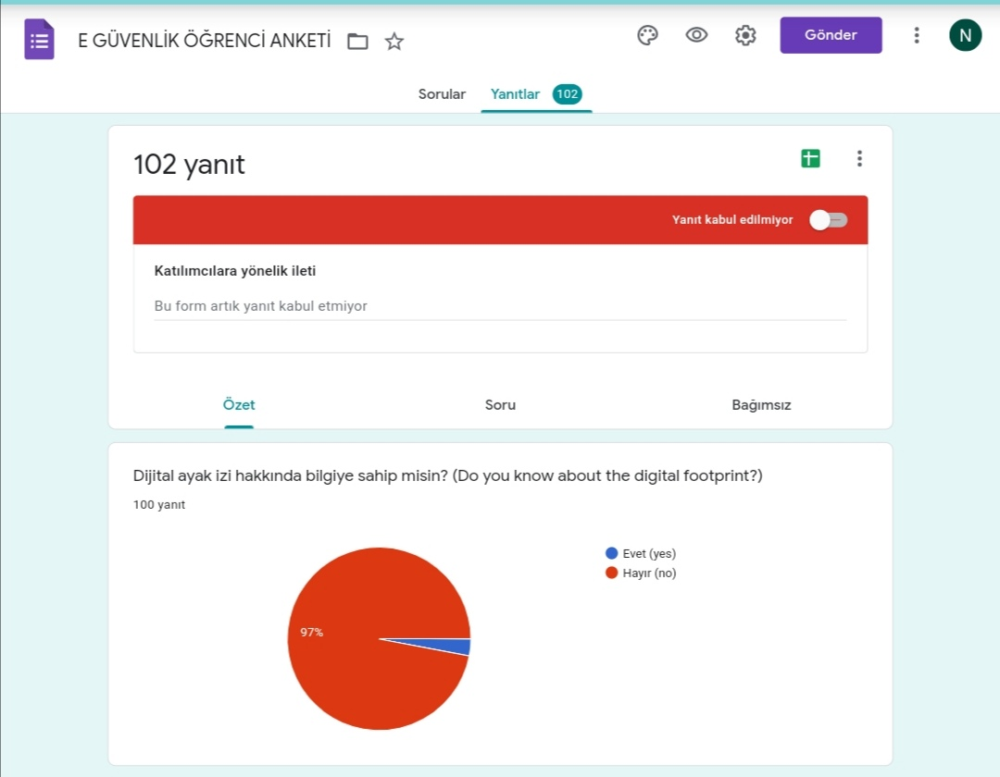 E GÜVENLİK ÖĞRENCİ ANKETİ
Gönder
N
Sorular
Yanıtlar 102
102 yanıt
Yanıt kabul edilmiyor
Katılımcılara yönelik ileti
Bu form artık yanıt kabul etmiyor
Özet
Soru
Bağımsız
Dijital ayak izi hakkında bilgiye sahip misin? (Do you know about the digital footprint?)
100 yanıt
Evet (yes)
Hayır (no)
97%